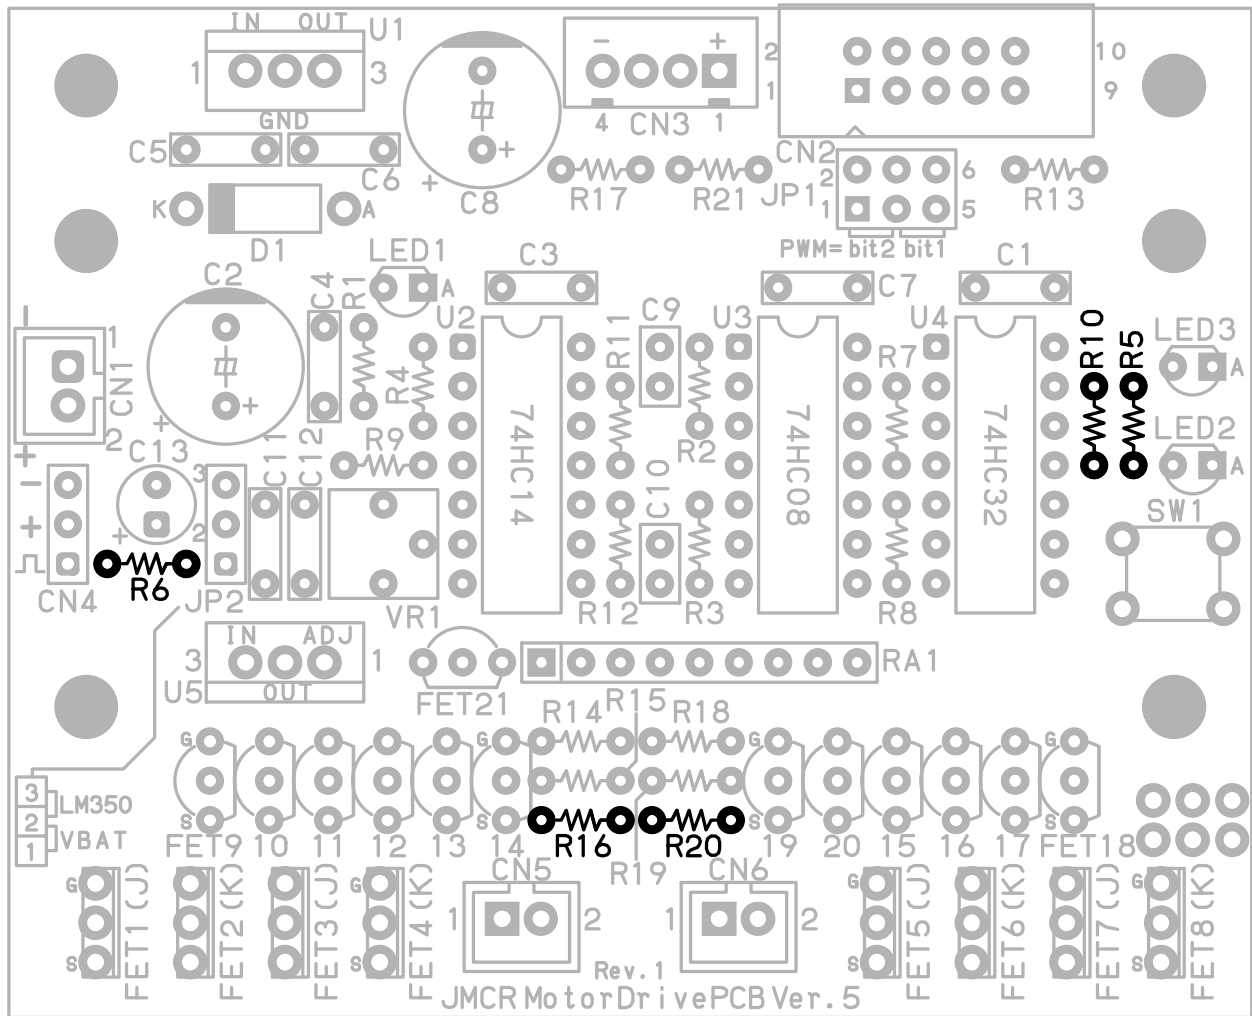 IN OUT U1
1 3
GND
C5 C6
K A
D1
C8
+
+
- +
4 CN3 1
2 10
1 9
CN2
R17 R21 JP1
2 6
1 5
R13
PWM= bit2 bit1
LED1
A
C3 C7 C1
C2 C4 R1
+
+
U2 R11 C9 U3 U4
R4 R7 R10 R5
LED3
A
-
1
CN1
2
+
74HC14 74HC08 74HC32
R9 R2
LED2
A
C13 C11 C12 C10
SW1
- 3
+ + 2
R6
CN4 JP2 VR1 R12 R3 R8
IN ADJ
3 1
U5 OUT
FET21
RA1
R15
R14 R18
G G G G
3 LM350
2 VBAT
1
S S S S
R16 R20
FET9 10 11 12 13 14 19 20 15 16 17 FET18
R19
CN5 CN6
G G G G
1 2 1 2
S S S S
FET1(J) FET2(K) FET3(J) FET4(K) FET5(J) FET6(K) FET7(J) FET8(K)
Rev.1
JMCR MotorDrivePCB Ver.5